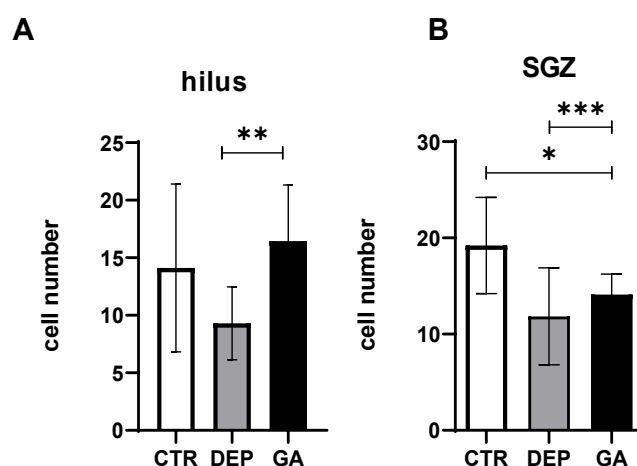 A
hilus
**
25
20
15
10
5
0
cell number
CTR DEP GA
B
SGZ
***
*
30
20
10
0
cell number
CTR DEP GA